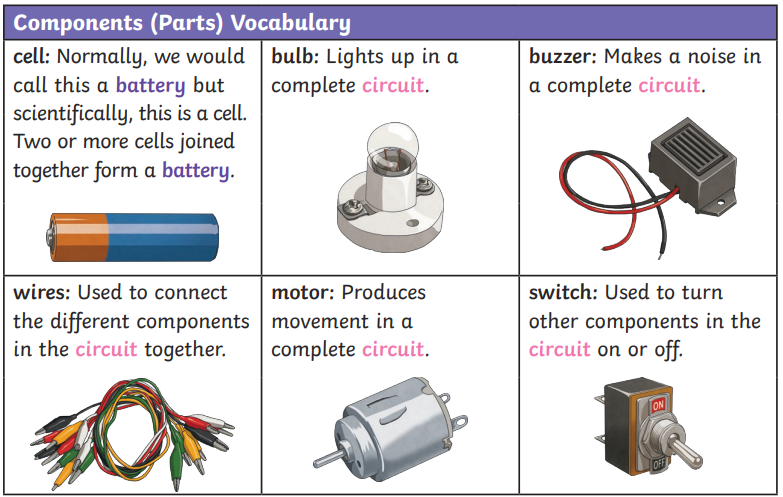 Components (Parts) Vocabulary
cell: Normally, we would
call this a battery but
scientifically, this is a cell.
Two or more cells joined
together form a battery.
bulb: Lights up in a
complete circuit.
buzzer: Makes a noise in
a complete circuit.
wires: Used to connect
the different components
in the circuit together.
motor: Produces
movement in a
complete circuit.
switch: Used to turn
other components in the
circuit on or off.
ON
OFF